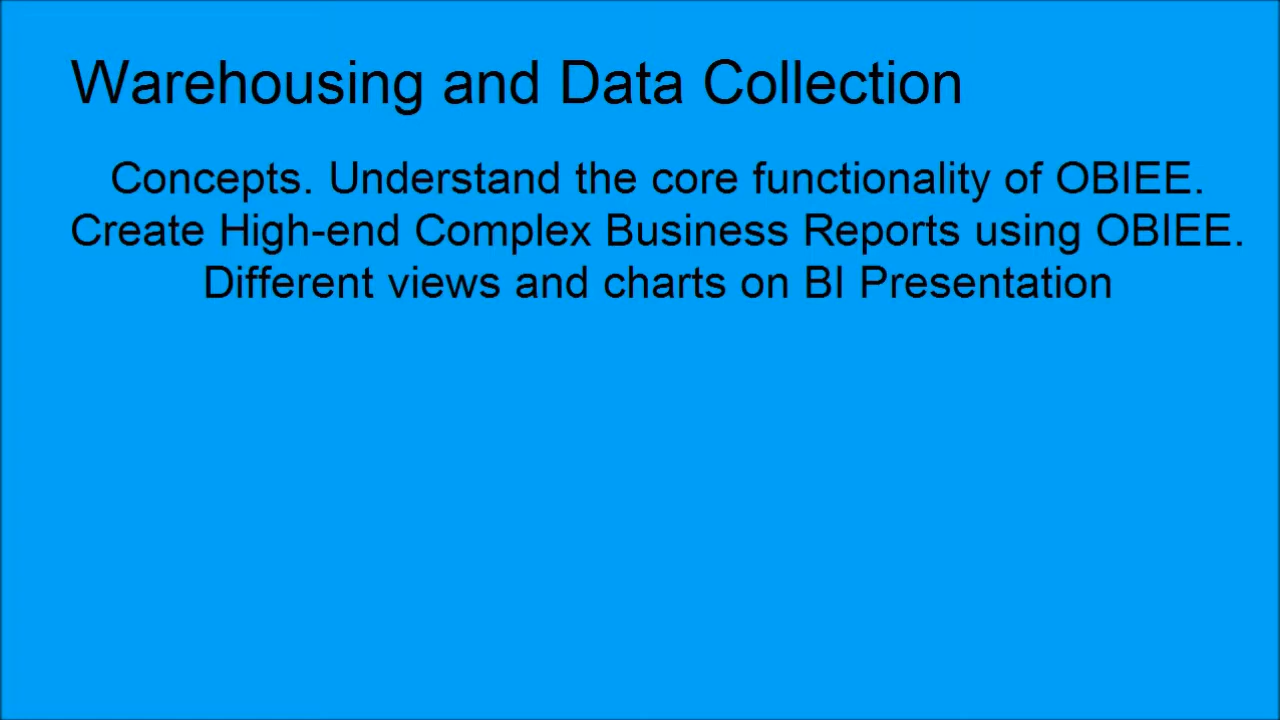 Warehousing and Data Collection
Concepts. Understand the core functionality of OBIEE.
Create High-end Complex Business Reports using OBIEE.
Different views and charts on BI Presentation